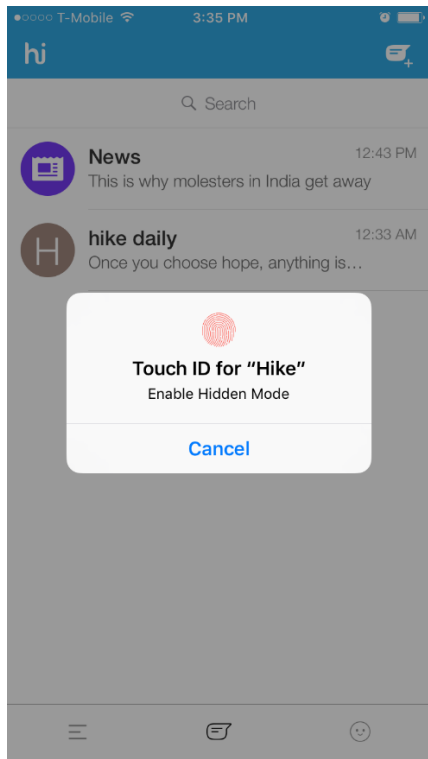 T-Mobile 3:35 PM
hi
Search
News 12:43 PM
This is why molesters in India get away
H hike daily 12:33 AM
Once you choose hope, anything is...
Touch ID for “Hike”
Enable Hidden Mode
Cancel